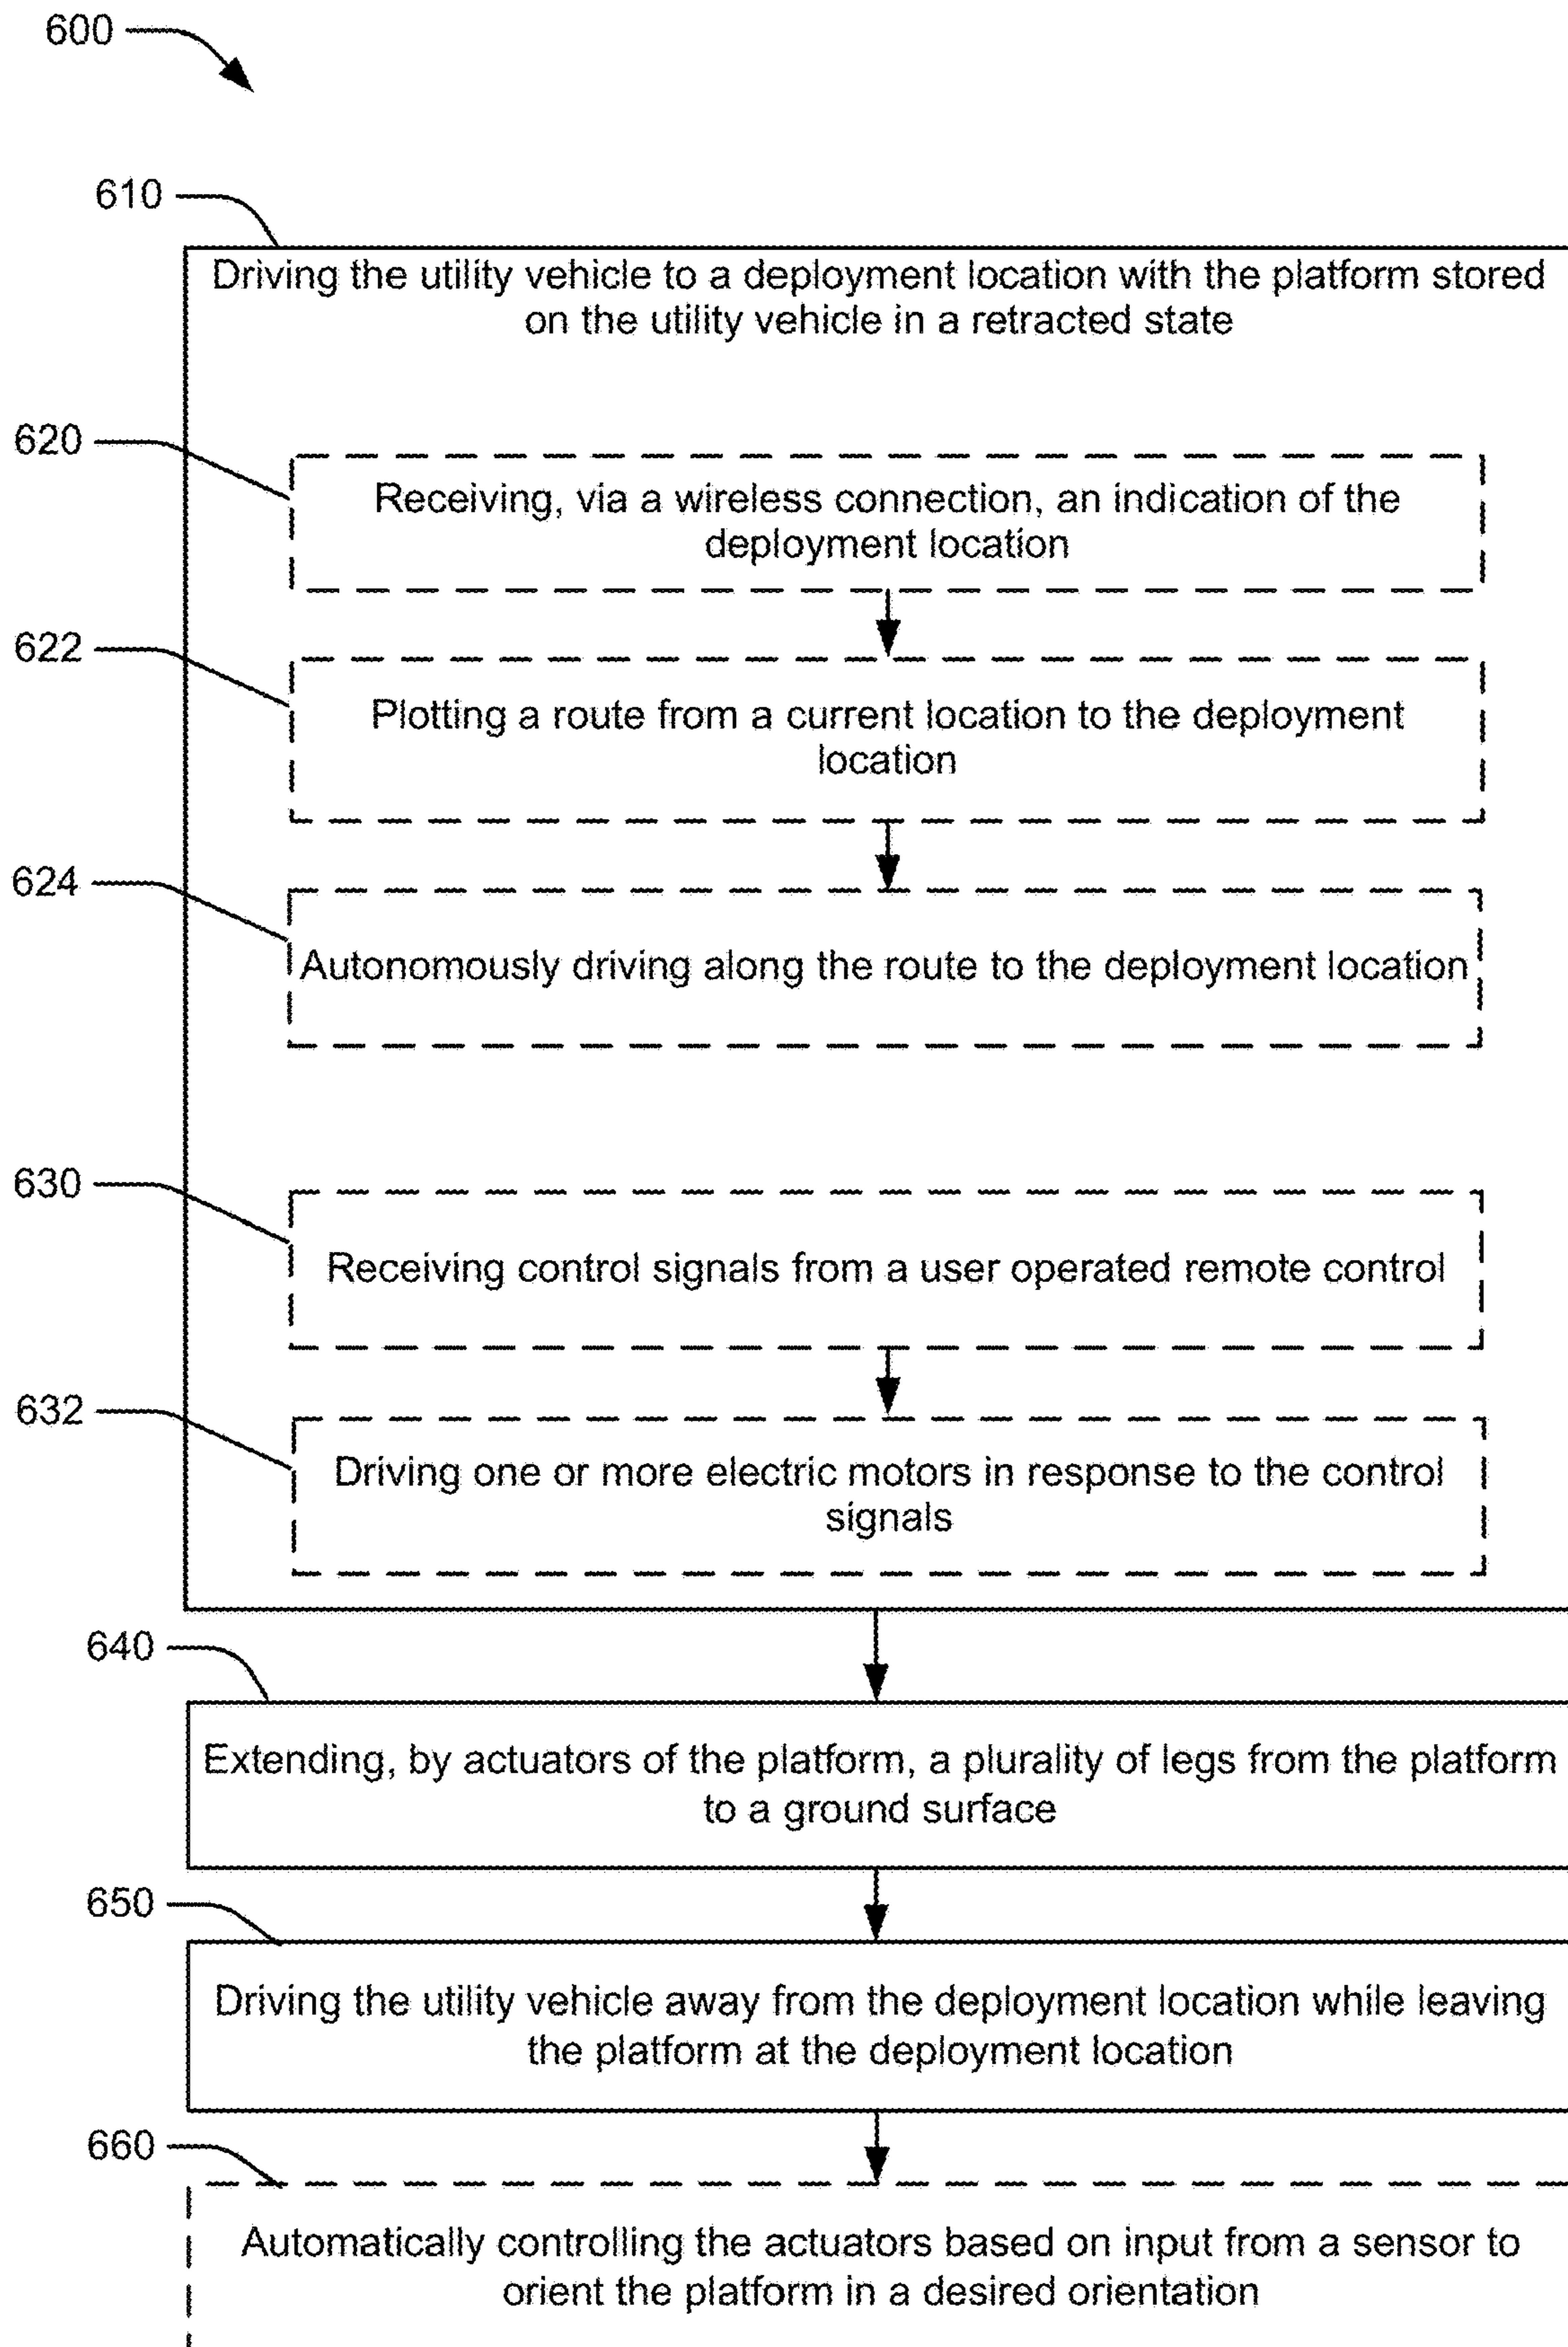 600
610
Driving the utility vehicle to a deployment location with the platform stored
on the utility vehicle in a retracted state
620
Receiving, via a wireless connection, an indication of the
deployment location
622
Plotting a route from a current location to the deployment
location
624
Autonomously driving along the route to the deployment location
630
Receiving control signals from a user operated remote control
632
Driving one or more electric motors in response to the control
signals
640
Extending, by actuators of the platform, a plurality of legs from the platform
to a ground surface
650
Driving the utility vehicle away from the deployment location while leaving
the platform at the deployment location
660
Automatically controlling the actuators based on input from a sensor to
orient the platform in a desired orientation